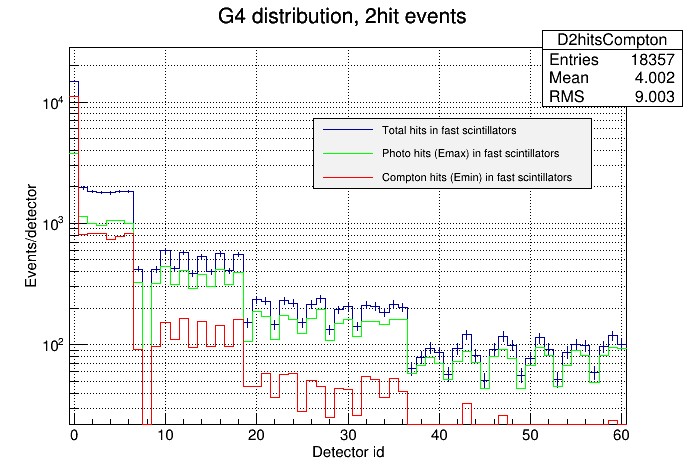 G4 distribution, 2hit events
D2hitsCompton
Entries 18357
Mean 4.002
RMS 9.003
Total hits in fast scintillators
Photo hits (Emax) in fast scintillators
Compton hits (Emin) in fast scintillators
Events/detector
10⁴
10³
10²
0 10 20 30 40 50 60
Detector id